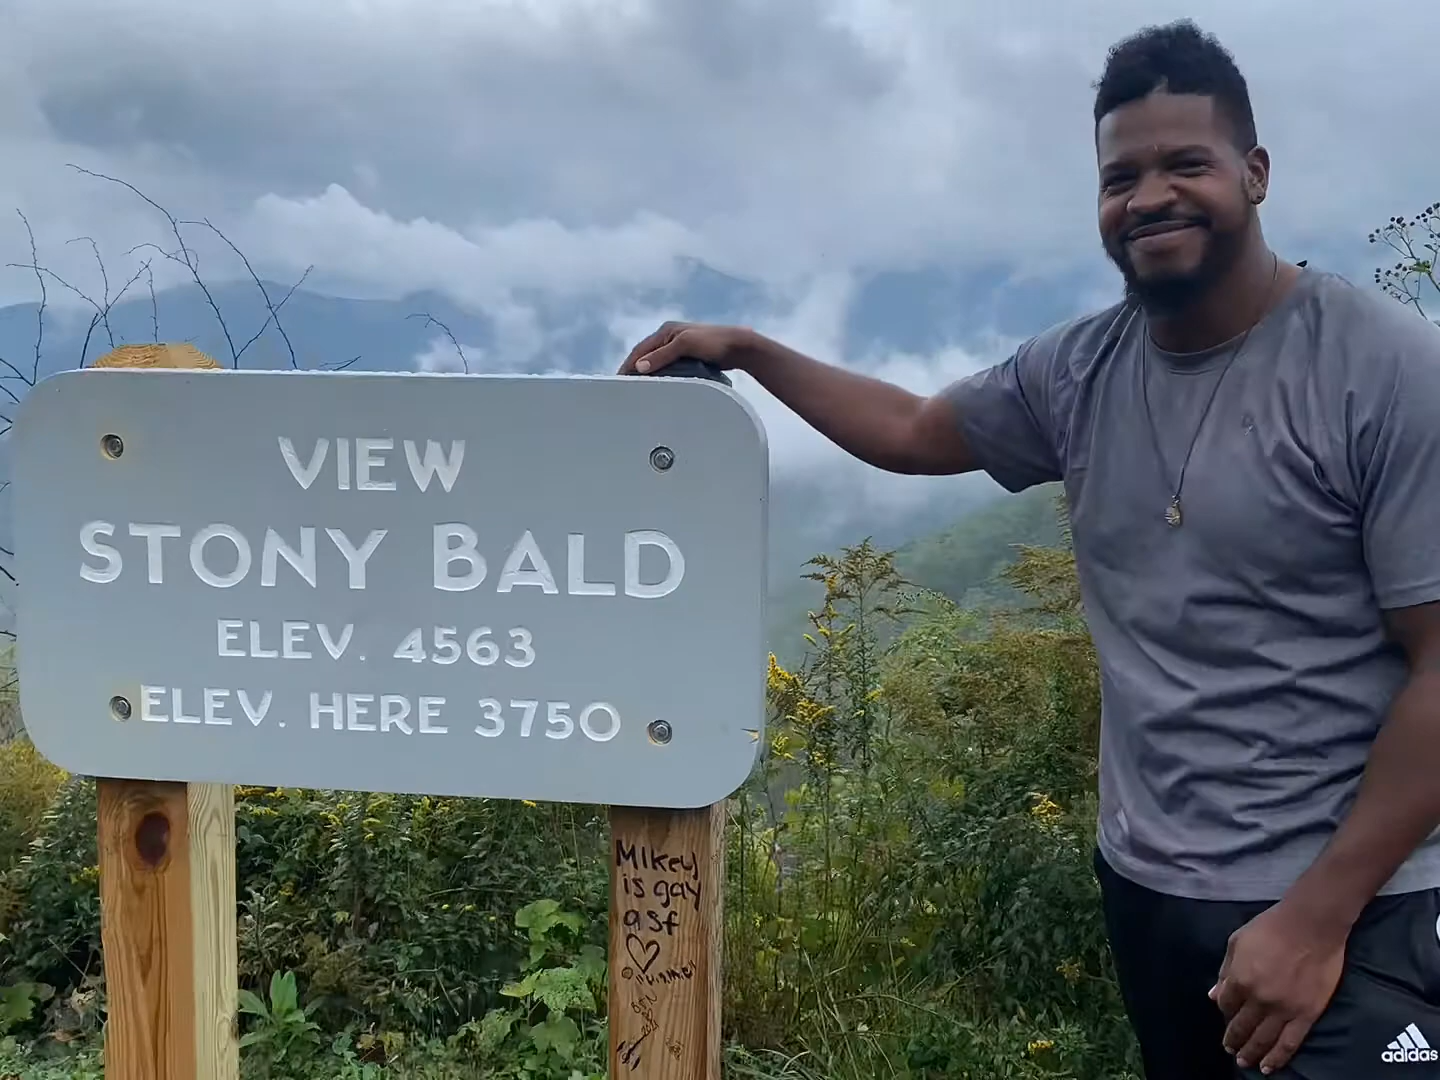 VIEW
STONY BALD
ELEV. 4563
ELEV. HERE 3750
Mikey
is gay
asf
adidas